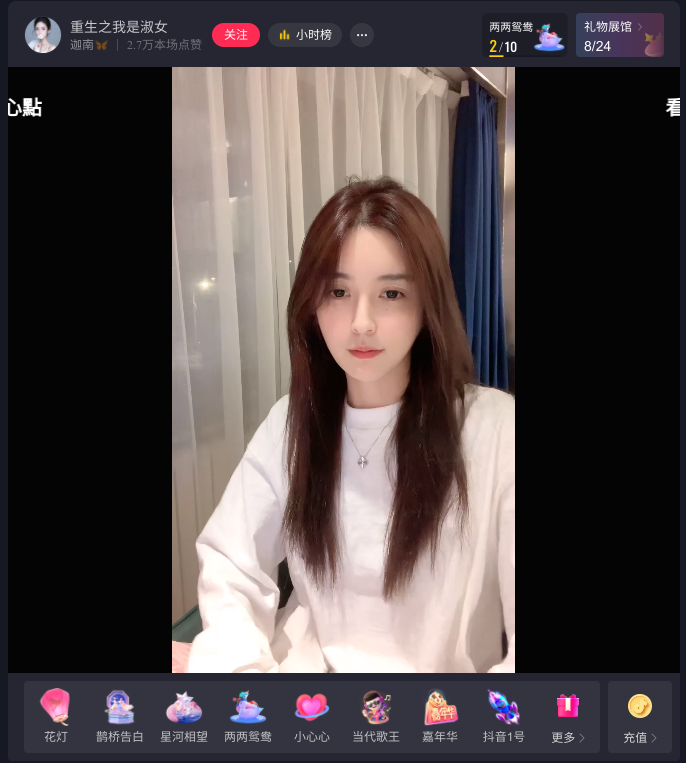 重生之我是淑女
迦南
2.7万本场点赞
关注
小时榜
两两鸳鸯
2/10
礼物展馆
8/24
心點
看
嘉年华
花灯
鹊桥告白
星河相望
两两鸳鸯
小心心
当代歌王
嘉年华
抖音1号
更多
充值